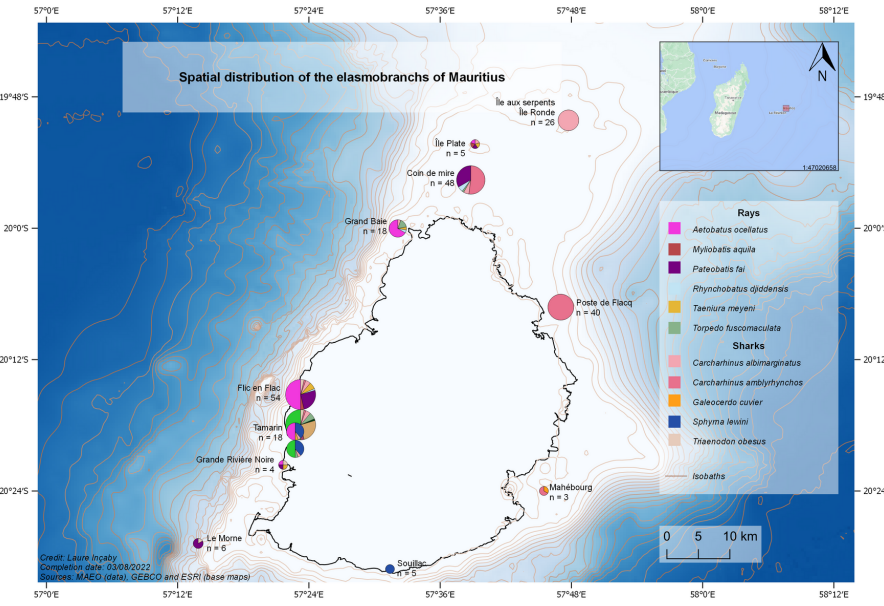 57°0'E
57°12'E
57°24'E
57°36'E
57°48'E
58°0'E
58°12'E
Spatial distribution of the elasmobranchs of Mauritius
N
Madagascar
1:47020658
19°48'S
19°48'S
Île aux serpents
Île Ronde
n = 26
Île Plate
n = 5
Coin de mire
n = 48
Grand Baie
n = 18
20°0'S
20°0'S
Poste de Flacq
n = 40
20°12'S
20°12'S
Flic en Flac
n = 54
Tamarin
n = 18
Grande Rivière Noire
n = 4
Mahébourg
n = 3
20°24'S
20°24'S
Le Morne
n = 6
Souillac
n = 5
Rays
Aetobatus ocellatus
Myliobatis aquila
Pateobatis fai
Rhynchobatus djiddensis
Taeniura meyeni
Torpedo fuscomaculata
Sharks
Carcharhinus albimarginatus
Carcharhinus amblyrhynchos
Galeocerdo cuvier
Sphyrna lewini
Triaenodon obesus
Isobaths
0 5 10 km
Credit: Laure Inçaby
Completion date: 03/08/2022
Sources: MAEO (data), GEBCO and ESRI (base maps)
57°0'E
57°12'E
57°24'E
57°36'E
57°48'E
58°0'E
58°12'E